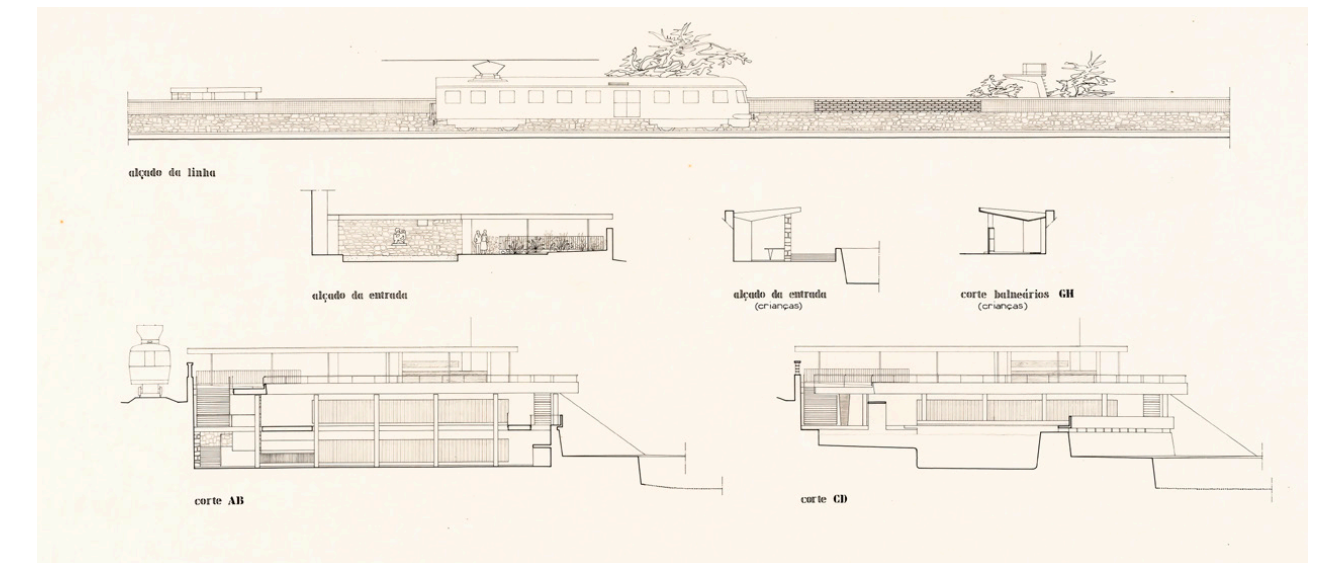 alçado da linha
alçado da entrada
alçado da entrada
(crianças)
corte balneários GH
(crianças)
corte AB
corte CD